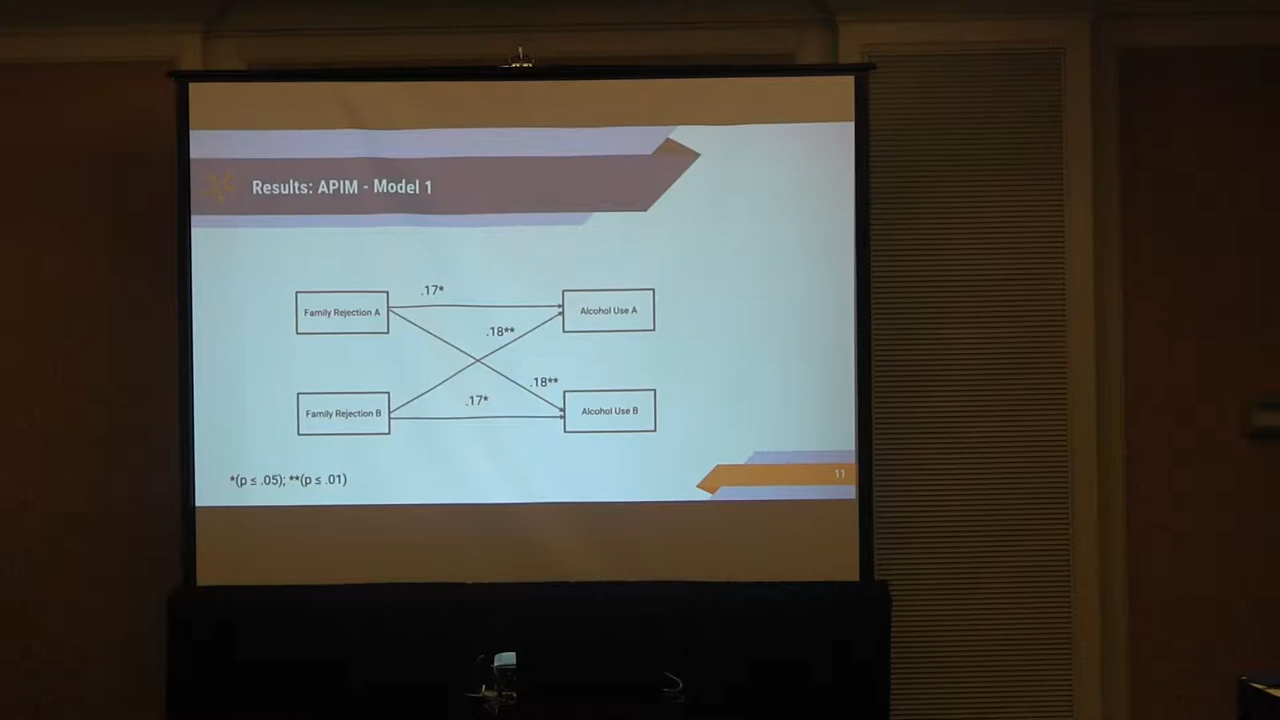 Results: APIM - Model 1
.17*
Family Rejection A
Alcohol Use A
.18**
.18**
.17*
Family Rejection B
Alcohol Use B
*(p ≤ .05); **(p ≤ .01)
11